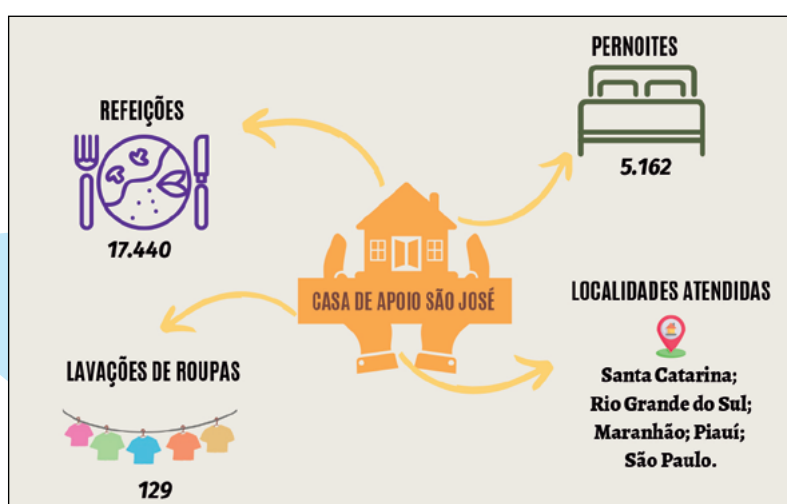 PERNOITES
5.162
REFEIÇÕES
17.440
CASA DE APOIO SÃO JOSÉ
LOCALIDADES ATENDIDAS
Santa Catarina;
Rio Grande do Sul;
Maranhão; Piauí;
São Paulo.
LAVAÇÕES DE ROUPAS
129